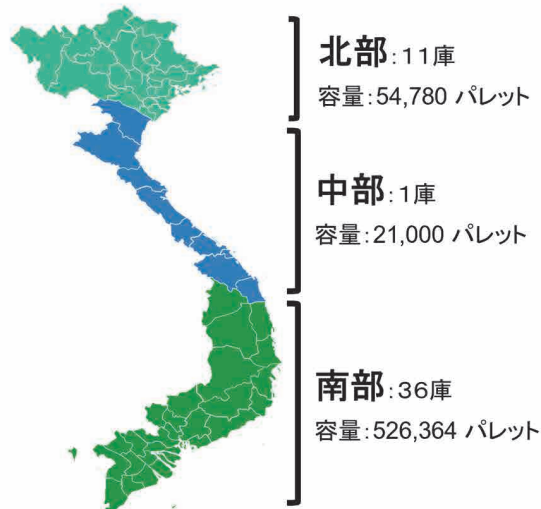 北部:11庫
容量:54,780 パレット
中部:1庫
容量:21,000 パレット
南部:36庫
容量:526,364 パレット